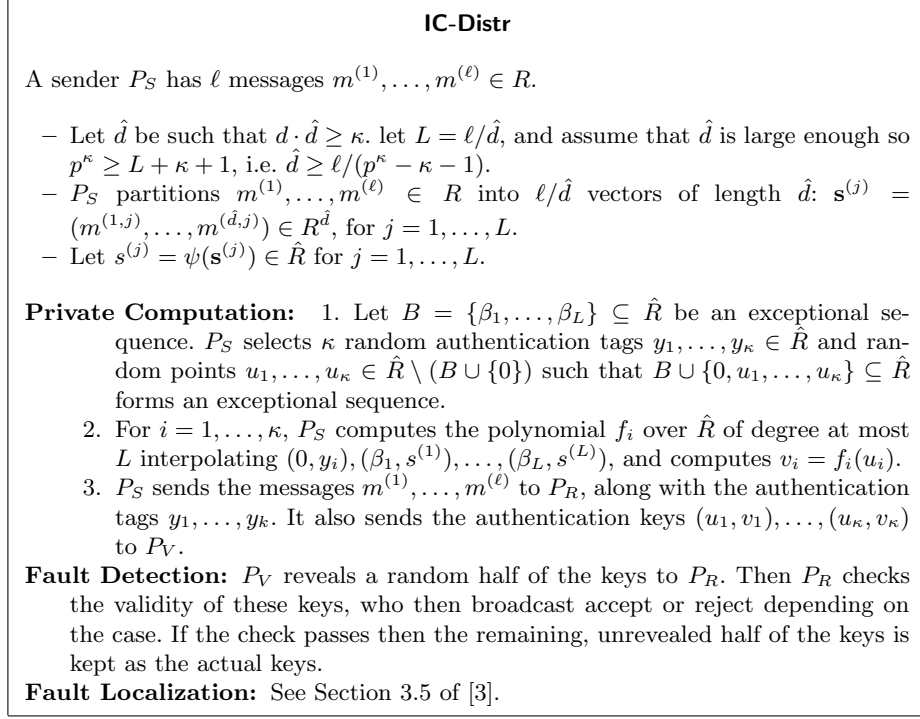 IC-Distr
A sender P_S has ℓ messages m^{(1)}, . . . , m^{(ℓ)} ∈ R.
– Let d̂ be such that d · d̂ ≥ κ. let L = ℓ/d̂, and assume that d̂ is large enough so
p^κ ≥ L + κ + 1, i.e. d̂ ≥ ℓ/(p^κ − κ − 1).
– P_S partitions m^{(1)}, . . . , m^{(ℓ)} ∈ R into ℓ/d̂ vectors of length d̂: s^{(j)} =
(m^{(1,j)}, . . . , m^{(d̂,j)}) ∈ R^{d̂}, for j = 1, . . . , L.
– Let s^{(j)} = ψ(s^{(j)}) ∈ R̂ for j = 1, . . . , L.
Private Computation: 1. Let B = {β_1, . . . , β_L} ⊆ R̂ be an exceptional se-
quence. P_S selects κ random authentication tags y_1, . . . , y_κ ∈ R̂ and ran-
dom points u_1, . . . , u_κ ∈ R̂ \ (B ∪ {0}) such that B ∪ {0, u_1, . . . , u_κ} ⊆ R̂
forms an exceptional sequence.
2. For i = 1, . . . , κ, P_S computes the polynomial f_i over R̂ of degree at most
L interpolating (0, y_i), (β_1, s^{(1)}), . . . , (β_L, s^{(L)}), and computes v_i = f_i(u_i).
3. P_S sends the messages m^{(1)}, . . . , m^{(ℓ)} to P_R, along with the authentication
tags y_1, . . . , y_k. It also sends the authentication keys (u_1, v_1), . . . , (u_κ, v_κ)
to P_V.
Fault Detection: P_V reveals a random half of the keys to P_R. Then P_R checks
the validity of these keys, who then broadcast accept or reject depending on
the case. If the check passes then the remaining, unrevealed half of the keys is
kept as the actual keys.
Fault Localization: See Section 3.5 of [3].